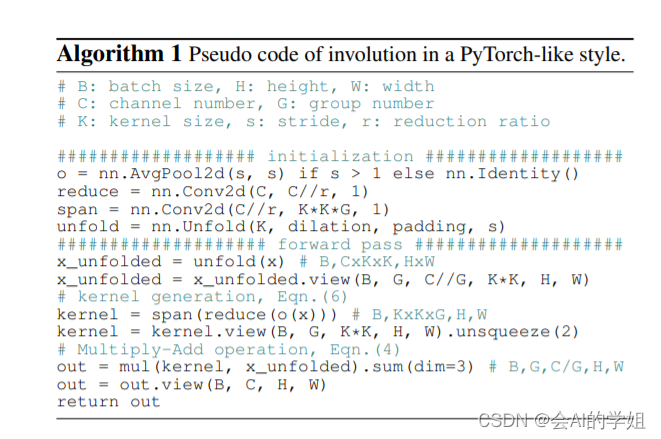 Algorithm 1 Pseudo code of involution in a PyTorch-like style.
# B: batch size, H: height, W: width
# C: channel number, G: group number
# K: kernel size, s: stride, r: reduction ratio
################### initialization ###################
o = nn.AvgPool2d(s, s) if s > 1 else nn.Identity()
reduce = nn.Conv2d(C, C//r, 1)
span = nn.Conv2d(C//r, K*K*G, 1)
unfold = nn.Unfold(K, dilation, padding, s)
#################### forward pass ####################
x_unfolded = unfold(x) # B,CxKxK,HxW
x_unfolded = x_unfolded.view(B, G, C//G, K*K, H, W)
# kernel generation, Eqn.(6)
kernel = span(reduce(o(x))) # B,KxKxG,H,W
kernel = kernel.view(B, G, K*K, H, W).unsqueeze(2)
# Multiply-Add operation, Eqn.(4)
out = mul(kernel, x_unfolded).sum(dim=3) # B,G,C/G,H,W
out = out.view(B, C, H, W)
return out
CSDN @会AI的学姐